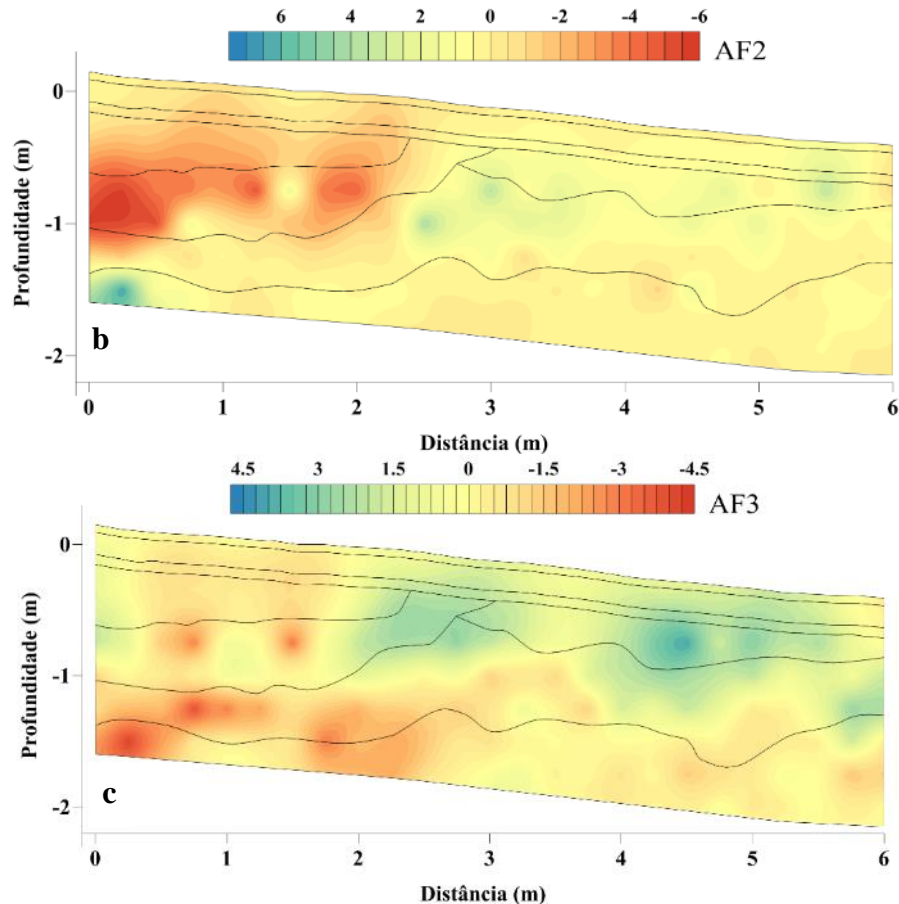 6 4 2 0 -2 -4 -6
AF2
0
-1
-2
Profundidade (m)
b
0 1 2 3 4 5 6
Distância (m)
4.5 3 1.5 0 -1.5 -3 -4.5
AF3
0
-1
-2
Profundidade (m)
c
0 1 2 3 4 5 6
Distância (m)